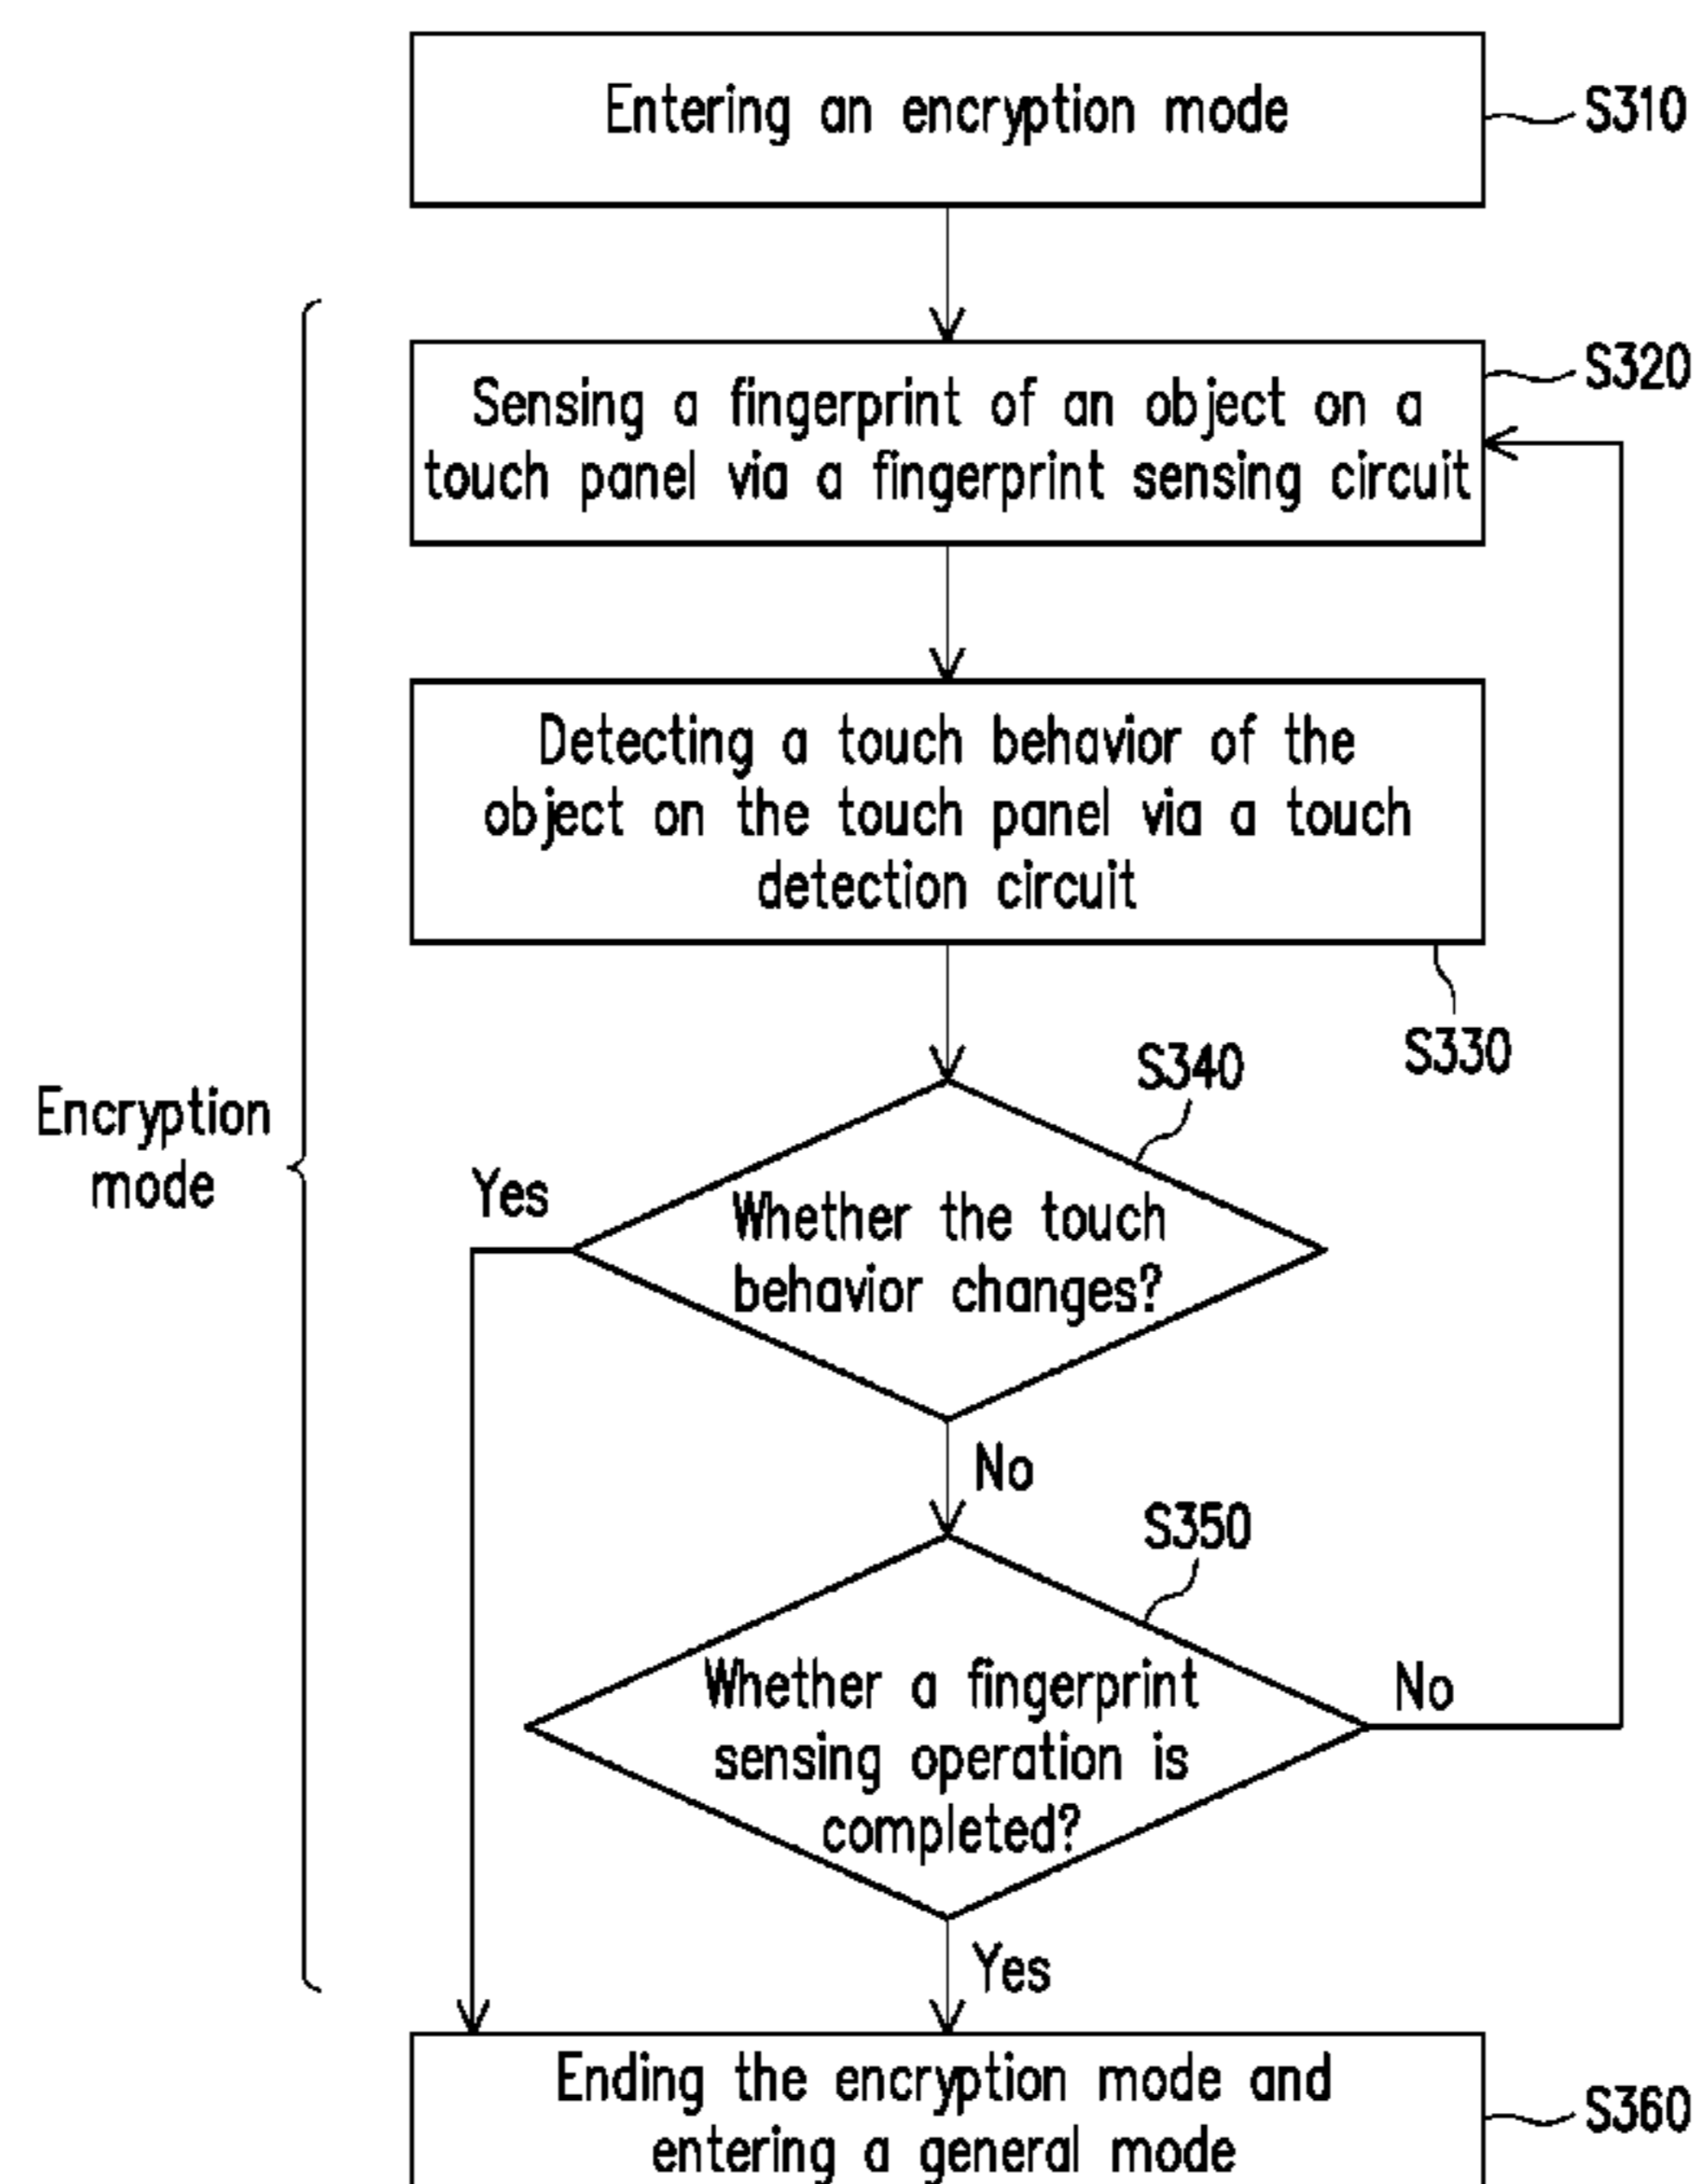 Entering an encryption mode
S310
Sensing a fingerprint of an object on a
touch panel via a fingerprint sensing circuit
S320
Detecting a touch behavior of the
object on the touch panel via a touch
detection circuit
S330
Encryption
mode
S340
Whether the touch
behavior changes?
Yes
No
S350
Whether a fingerprint
sensing operation is
completed?
No
Yes
Ending the encryption mode and
entering a general mode
S360